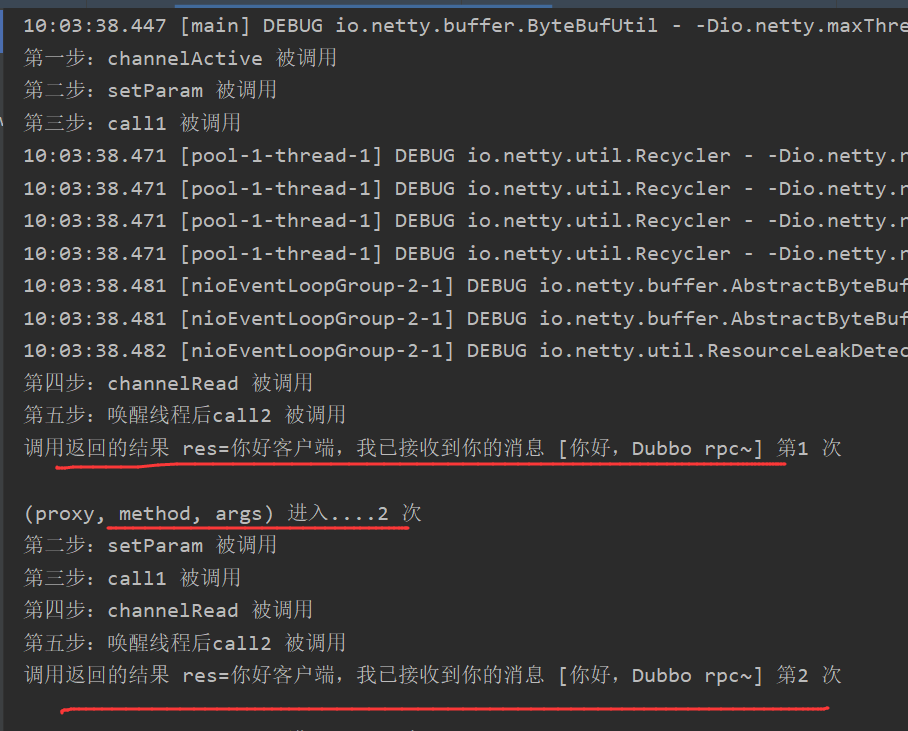 10:03:38.447 [main] DEBUG io.netty.buffer.ByteBufUtil - -Dio.netty.maxThre
第一步：channelActive 被调用
第二步：setParam 被调用
第三步：call1 被调用
10:03:38.471 [pool-1-thread-1] DEBUG io.netty.util.Recycler - -Dio.netty.r
10:03:38.471 [pool-1-thread-1] DEBUG io.netty.util.Recycler - -Dio.netty.r
10:03:38.471 [pool-1-thread-1] DEBUG io.netty.util.Recycler - -Dio.netty.r
10:03:38.471 [pool-1-thread-1] DEBUG io.netty.util.Recycler - -Dio.netty.r
10:03:38.481 [nioEventLoopGroup-2-1] DEBUG io.netty.buffer.AbstractByteBuf
10:03:38.481 [nioEventLoopGroup-2-1] DEBUG io.netty.buffer.AbstractByteBuf
10:03:38.482 [nioEventLoopGroup-2-1] DEBUG io.netty.util.ResourceLeakDetec
第四步：channelRead 被调用
第五步：唤醒线程后call2 被调用
调用返回的结果 res=你好客户端，我已接收到你的消息 [你好，Dubbo rpc~] 第1 次
(proxy, method, args) 进入....2 次
第二步：setParam 被调用
第三步：call1 被调用
第四步：channelRead 被调用
第五步：唤醒线程后call2 被调用
调用返回的结果 res=你好客户端，我已接收到你的消息 [你好，Dubbo rpc~] 第2 次